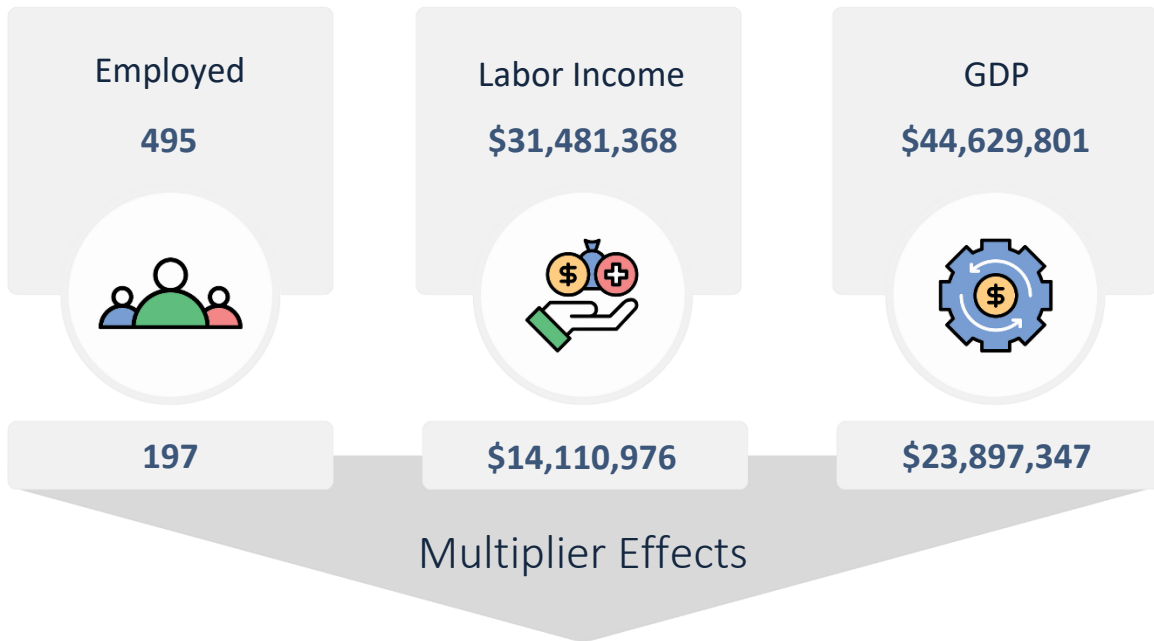 Employed
495
Labor Income
$31,481,368
GDP
$44,629,801
$
$
197
$14,110,976
$23,897,347
Multiplier Effects